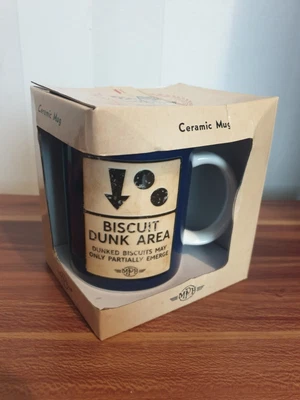 Ceramic Mug
Ceramic Mug
BISCUIT
DUNK AREA
DUNKED BISCUITS MAY
ONLY PARTIALLY EMERGE